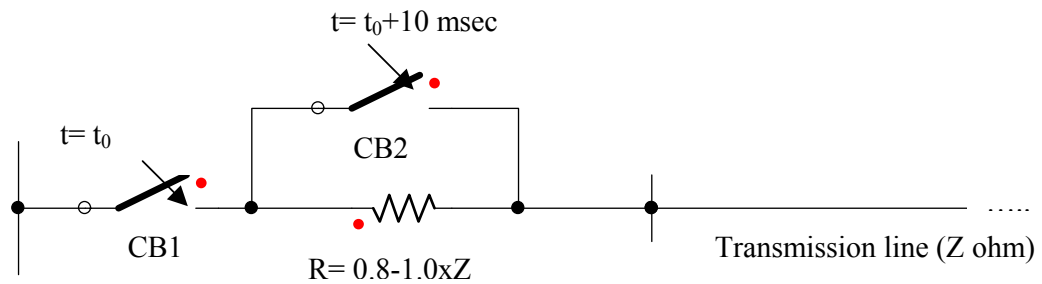 t= t0+10 msec
t= t0
CB2
CB1
R= 0.8-1.0xZ
Transmission line (Z ohm)
.....